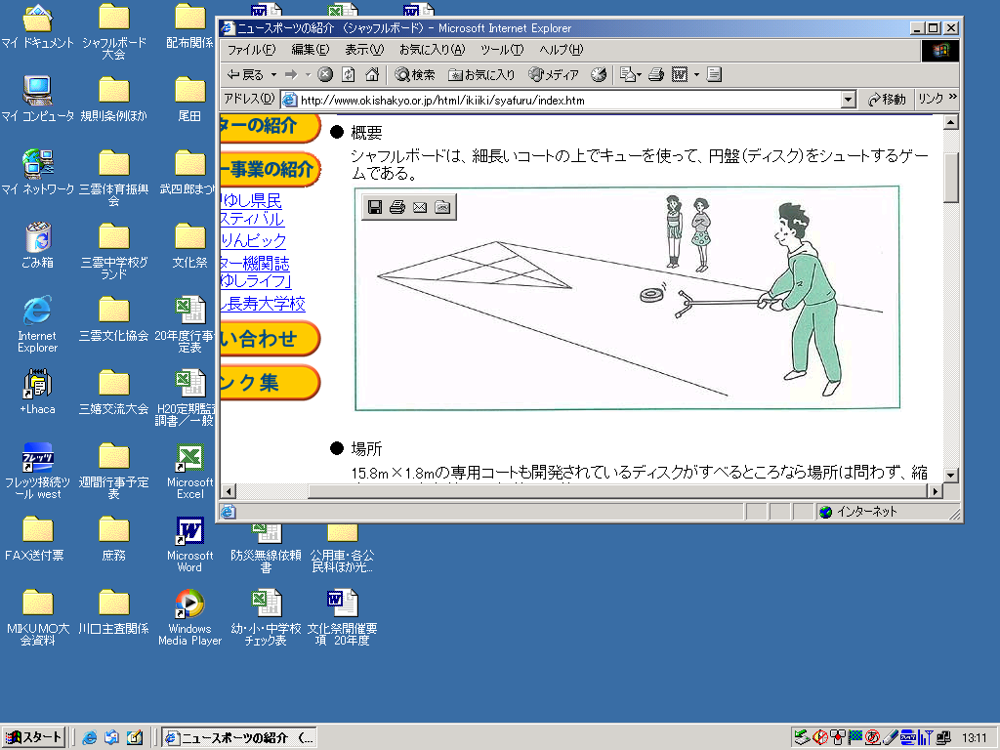 マイ ドキュメント
シャフルボード
大会
配布関係
マイ コンピュータ
規則条例ほか
尾田
マイ ネットワーク
三雲体育振興
会
武四郎まつ
ごみ箱
三雲中学校グ
ランド
文化祭
Internet
Explorer
三雲文化協会
20年度行事
定表
+Lhaca
三嬉交流大会
H20定期監
調書／一般
フレッツ
フレッツ接続ツ
ール west
週間行事予定
表
Microsoft
Excel
FAX送付票
庶務
Microsoft
Word
防災無線依頼
書
公用車・各公
民科ほか光...
MIKUMO大
会資料
川口主査関係
Windows
Media Player
幼・小・中学校
チェック表
文化祭開催要
項 20年度
ニュースポーツの紹介 （シャッフルボード） - Microsoft Internet Explorer
ファイル(F) 編集(E) 表示(V) お気に入り(A) ツール(T) ヘルプ(H)
戻る 検索 お気に入り メディア
アドレス(D) http://www.okishakyo.or.jp/html/ikiiki/syafuru/index.htm 移動 リンク »
ターの紹介
ー事業の紹介
りゆし県民
スティバル
りんピック
ター機関誌
ゆしライフ」
し長寿大学校
い合わせ
ンク集
● 概要
シャフルボードは、細長いコートの上でキューを使って、円盤（ディスク）をシュートするゲー
ムである。
● 場所
15.8m×1.8mの専用コートも開発されているディスクがすべるところなら場所は問わず、縮
インターネット
スタート
ニュースポーツの紹介 （...
13:11